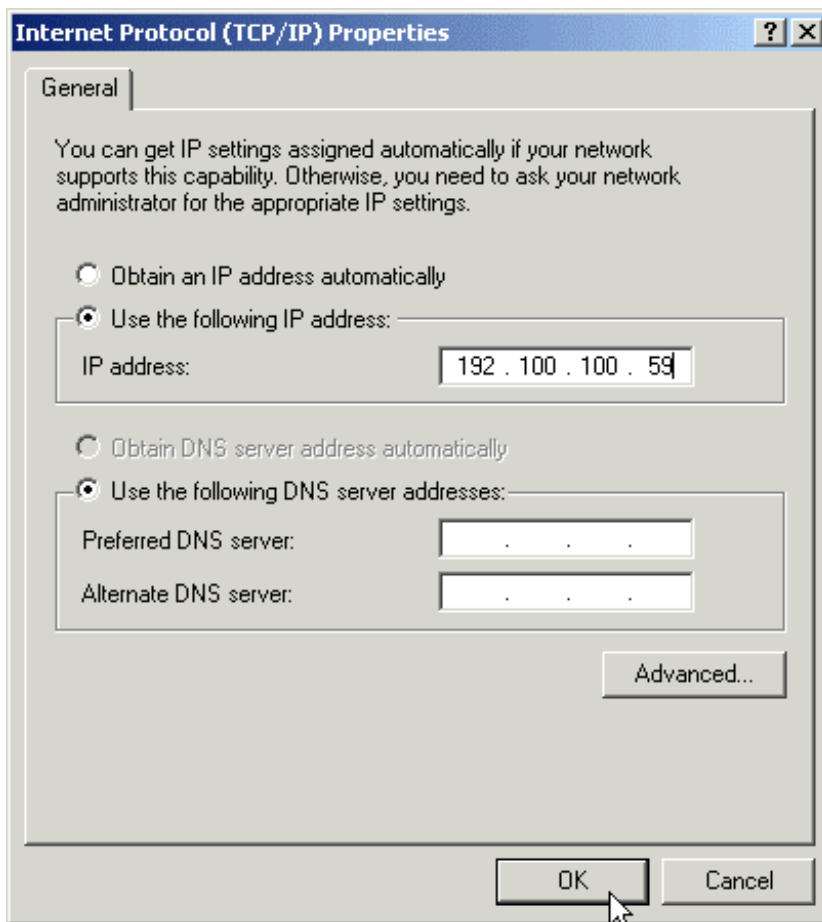 Internet Protocol (TCP/IP) Properties
General
You can get IP settings assigned automatically if your network
supports this capability. Otherwise, you need to ask your network
administrator for the appropriate IP settings.
Obtain an IP address automatically
Use the following IP address:
IP address: 192 . 100 . 100 . 59
Obtain DNS server address automatically
Use the following DNS server addresses:
Preferred DNS server: . . .
Alternate DNS server: . . .
Advanced...
OK Cancel